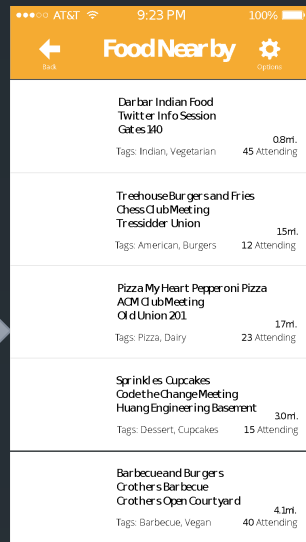 AT&T 9:23 PM 100%
Food Nearby
Back
Options
Darbar Indian Food
Twitter Info Session
Gates 140
0.8mi.
Tags: Indian, Vegetarian 45 Attending
Treehouse Burgers and Fries
Chess Club Meeting
Tressidder Union
15mi.
Tags: American, Burgers 12 Attending
Pizza My Heart Pepperoni Pizza
ACM Club Meeting
Old Union 201
17mi.
Tags: Pizza, Dairy 23 Attending
Sprinkles Cupcakes
Code the Change Meeting
Huang Engineering Basement
3.0mi.
Tags: Dessert, Cupcakes 15 Attending
Barbecue and Burgers
Crothers Barbecue
Crothers Open Courtyard
4.1mi.
Tags: Barbecue, Vegan 40 Attending